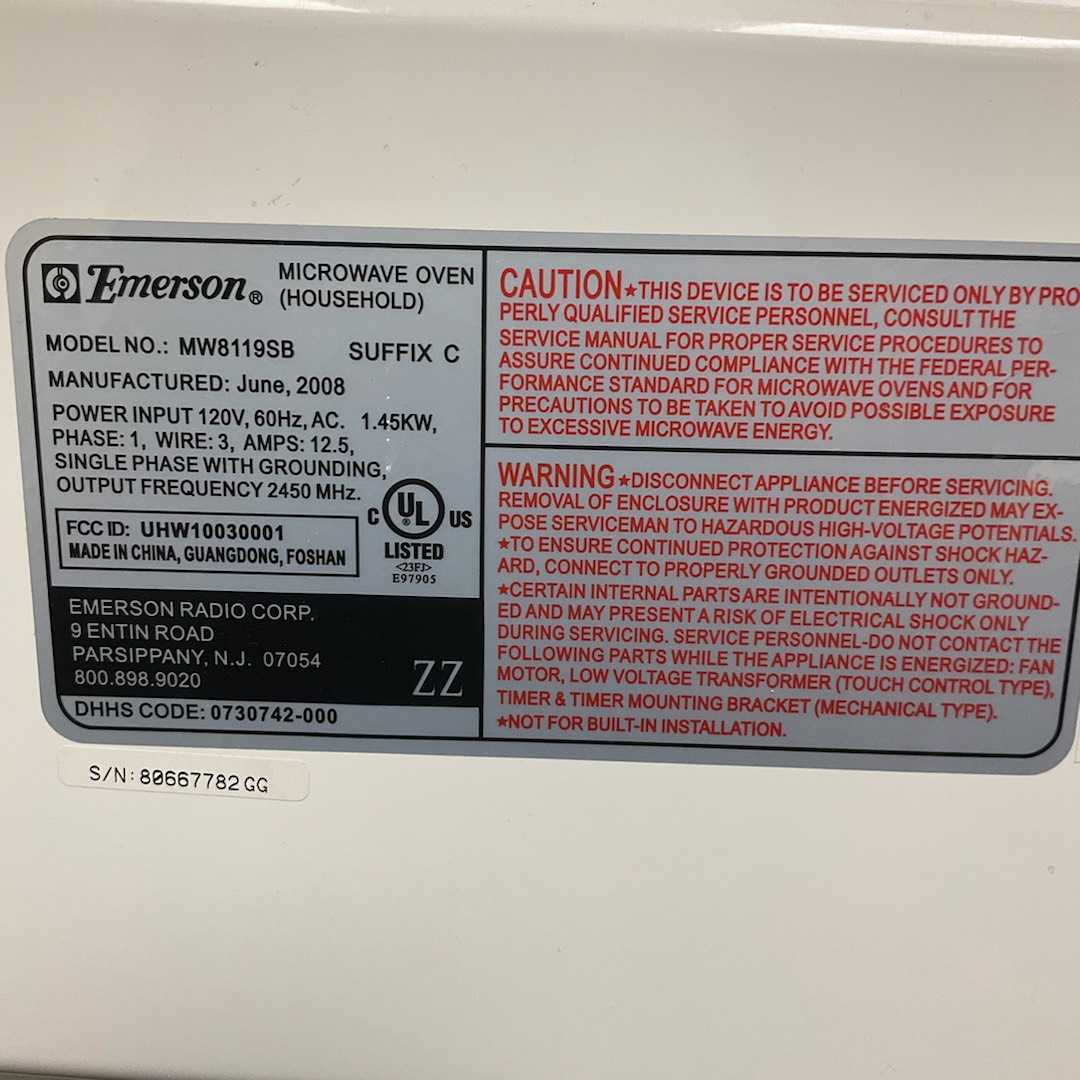 Emerson® MICROWAVE OVEN
(HOUSEHOLD)
MODEL NO.: MW8119SB SUFFIX C
MANUFACTURED: June, 2008
POWER INPUT 120V, 60Hz, AC. 1.45KW,
PHASE: 1, WIRE: 3, AMPS: 12.5,
SINGLE PHASE WITH GROUNDING,
OUTPUT FREQUENCY 2450 MHz.
FCC ID: UHW10030001
MADE IN CHINA, GUANGDONG, FOSHAN
C UL® US
LISTED
<23FJ>
E97905
EMERSON RADIO CORP.
9 ENTIN ROAD
PARSIPPANY, N.J. 07054
800.898.9020
ZZ
DHHS CODE: 0730742-000
S/N: 80667782 GG
CAUTION ★THIS DEVICE IS TO BE SERVICED ONLY BY PRO
PERLY QUALIFIED SERVICE PERSONNEL, CONSULT THE
SERVICE MANUAL FOR PROPER SERVICE PROCEDURES TO
ASSURE CONTINUED COMPLIANCE WITH THE FEDERAL PER-
FORMANCE STANDARD FOR MICROWAVE OVENS AND FOR
PRECAUTIONS TO BE TAKEN TO AVOID POSSIBLE EXPOSURE
TO EXCESSIVE MICROWAVE ENERGY.
WARNING ★DISCONNECT APPLIANCE BEFORE SERVICING.
REMOVAL OF ENCLOSURE WITH PRODUCT ENERGIZED MAY EX-
POSE SERVICEMAN TO HAZARDOUS HIGH-VOLTAGE POTENTIALS.
★TO ENSURE CONTINUED PROTECTION AGAINST SHOCK HAZ-
ARD, CONNECT TO PROPERLY GROUNDED OUTLETS ONLY.
★CERTAIN INTERNAL PARTS ARE INTENTIONALLY NOT GROUND-
ED AND MAY PRESENT A RISK OF ELECTRICAL SHOCK ONLY
DURING SERVICING. SERVICE PERSONNEL-DO NOT CONTACT THE
FOLLOWING PARTS WHILE THE APPLIANCE IS ENERGIZED: FAN
MOTOR, LOW VOLTAGE TRANSFORMER (TOUCH CONTROL TYPE),
TIMER & TIMER MOUNTING BRACKET (MECHANICAL TYPE).
★NOT FOR BUILT-IN INSTALLATION.